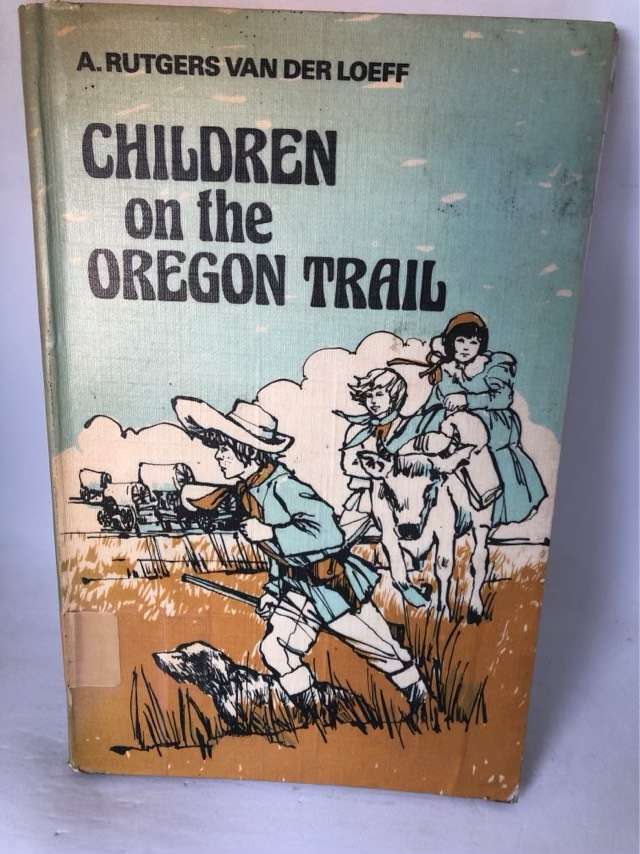 A. RUTGERS VAN DER LOEFF
CHILDREN
on the
OREGON TRAIL